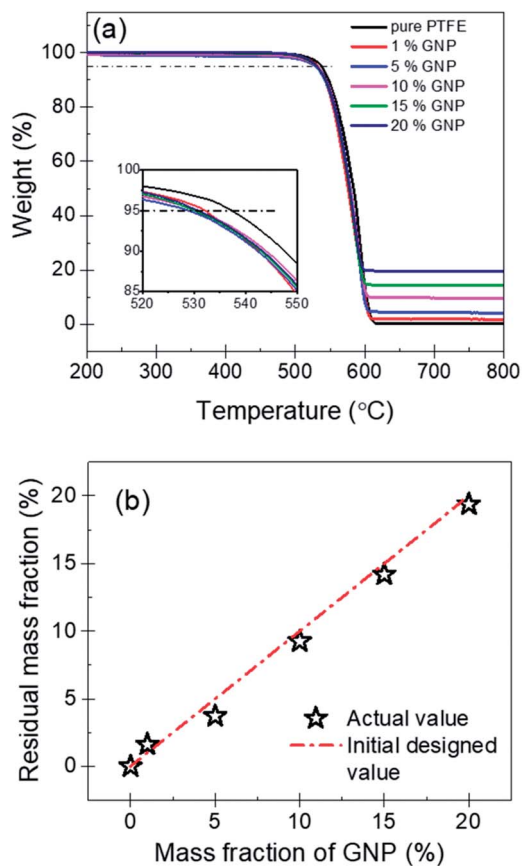 (a)
pure PTFE
1 % GNP
5 % GNP
10 % GNP
15 % GNP
20 % GNP
Weight (%)
100
80
60
40
20
0
100
95
90
85
520 530 540 550
200 300 400 500 600 700 800
Temperature (°C)
(b)
Residual mass fraction (%)
20
15
10
5
0
Actual value
Initial designed
value
0 5 10 15 20
Mass fraction of GNP (%)